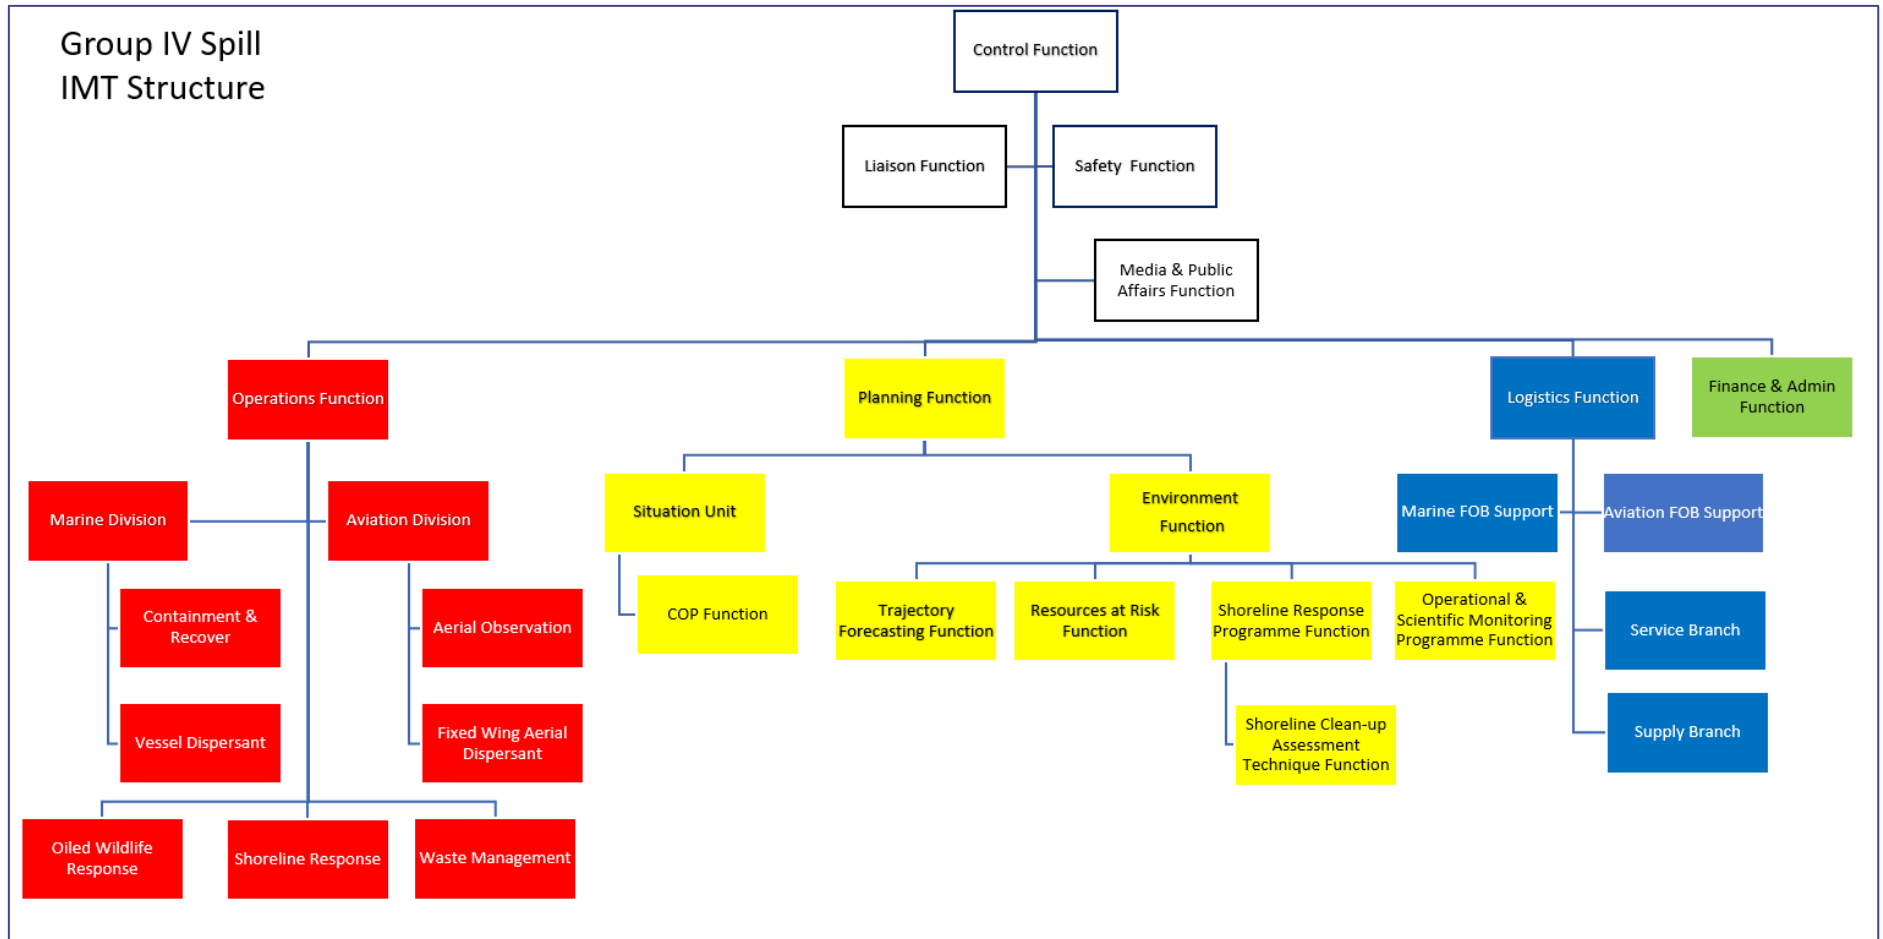 Group IV Spill
IMT Structure
Control Function
Liaison Function
Safety Function
Media & Public
Affairs Function
Operations Function
Planning Function
Logistics Function
Finance & Admin
Function
Marine Division
Aviation Division
Situation Unit
Environment
Function
Marine FOB Support
Aviation FOB Support
Containment &
Recover
Aerial Observation
COP Function
Trajectory
Forecasting Function
Resources at Risk
Function
Shoreline Response
Programme Function
Operational &
Scientific Monitoring
Programme Function
Service Branch
Vessel Dispersant
Fixed Wing Aerial
Dispersant
Shoreline Clean-up
Assessment
Technique Function
Supply Branch
Oiled Wildlife
Response
Shoreline Response
Waste Management